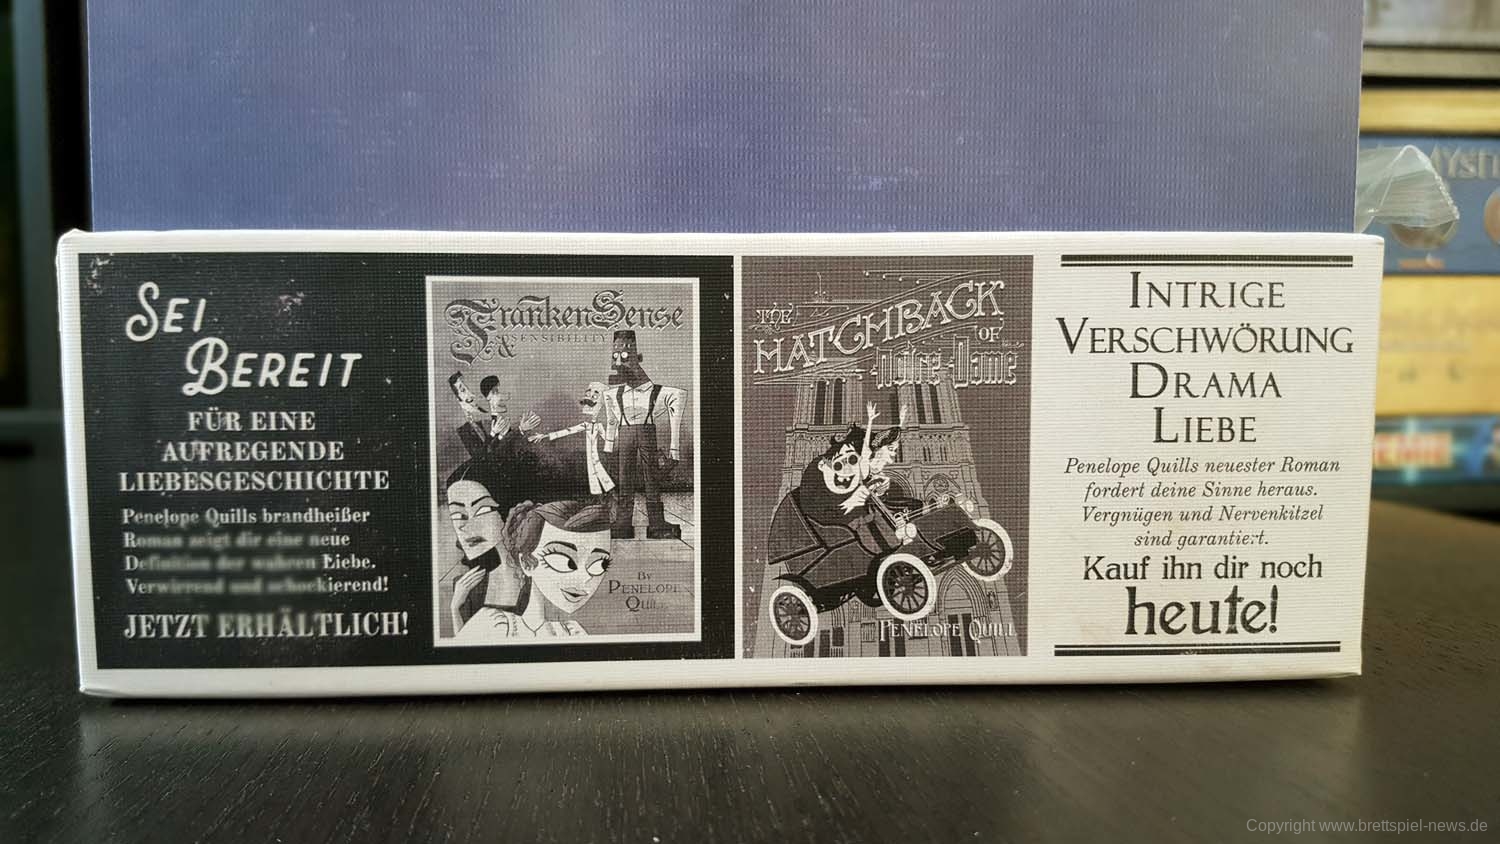 SEI
BEREIT
FÜR EINE
AUFREGENDE
LIEBESGESCHICHTE
Penelope Quills brandheißer
Roman zeigt dir eine neue
Definition der wahren Liebe.
Verwirrend und schockierend!
JETZT ERHÄLTLICH!
FrankenSense
& SENSIBILITY
BY
PENELOPE
QUILL
THE
HATCHBACK
OF
Notre-Dame
PENELOPE QUILL
INTRIGE
VERSCHWÖRUNG
DRAMA
LIEBE
Penelope Quills neuester Roman
fordert deine Sinne heraus.
Vergnügen und Nervenkitzel
sind garantiert.
Kauf ihn dir noch
heute!
Copyright www.brettspiel-news.de